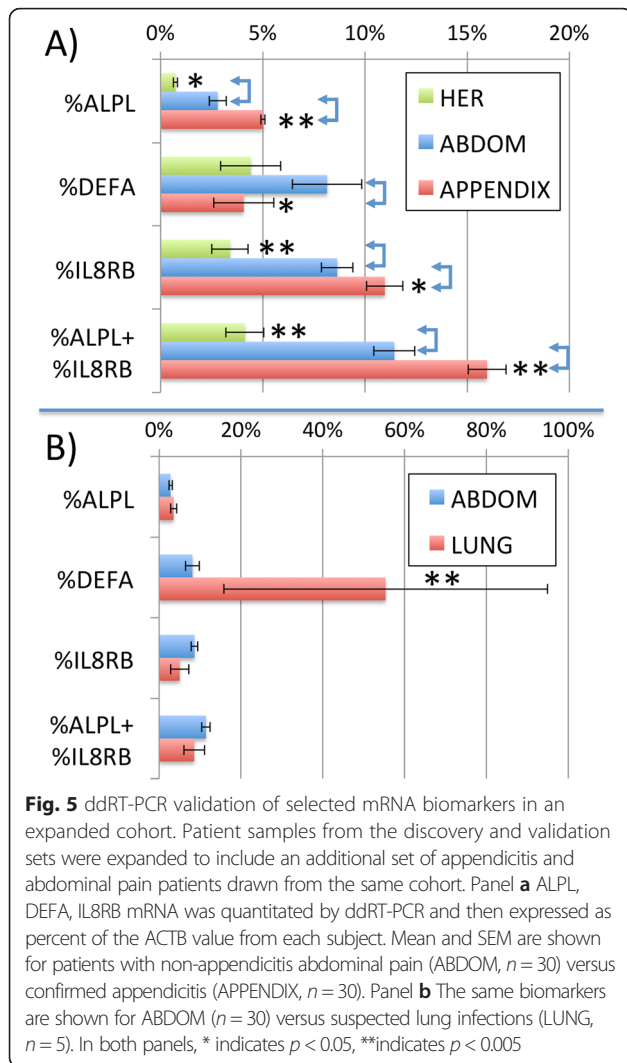 0% 5% 10% 15% 20%
A)
%ALPL
*
**
HER
ABDOM
APPENDIX
%DEFA
*
%IL8RB
**
*
%ALPL+
%IL8RB
**
**
B)
0% 20% 40% 60% 80% 100%
%ALPL
ABDOM
LUNG
%DEFA
**
%IL8RB
%ALPL+
%IL8RB
Fig. 5 ddRT-PCR validation of selected mRNA biomarkers in an
expanded cohort. Patient samples from the discovery and validation
sets were expanded to include an additional set of appendicitis and
abdominal pain patients drawn from the same cohort. Panel a ALPL,
DEFA, IL8RB mRNA was quantitated by ddRT-PCR and then expressed as
percent of the ACTB value from each subject. Mean and SEM are shown
for patients with non-appendicitis abdominal pain (ABDOM, n = 30) versus
confirmed appendicitis (APPENDIX, n = 30). Panel b The same biomarkers
are shown for ABDOM (n = 30) versus suspected lung infections (LUNG,
n = 5). In both panels, * indicates p < 0.05, **indicates p < 0.005